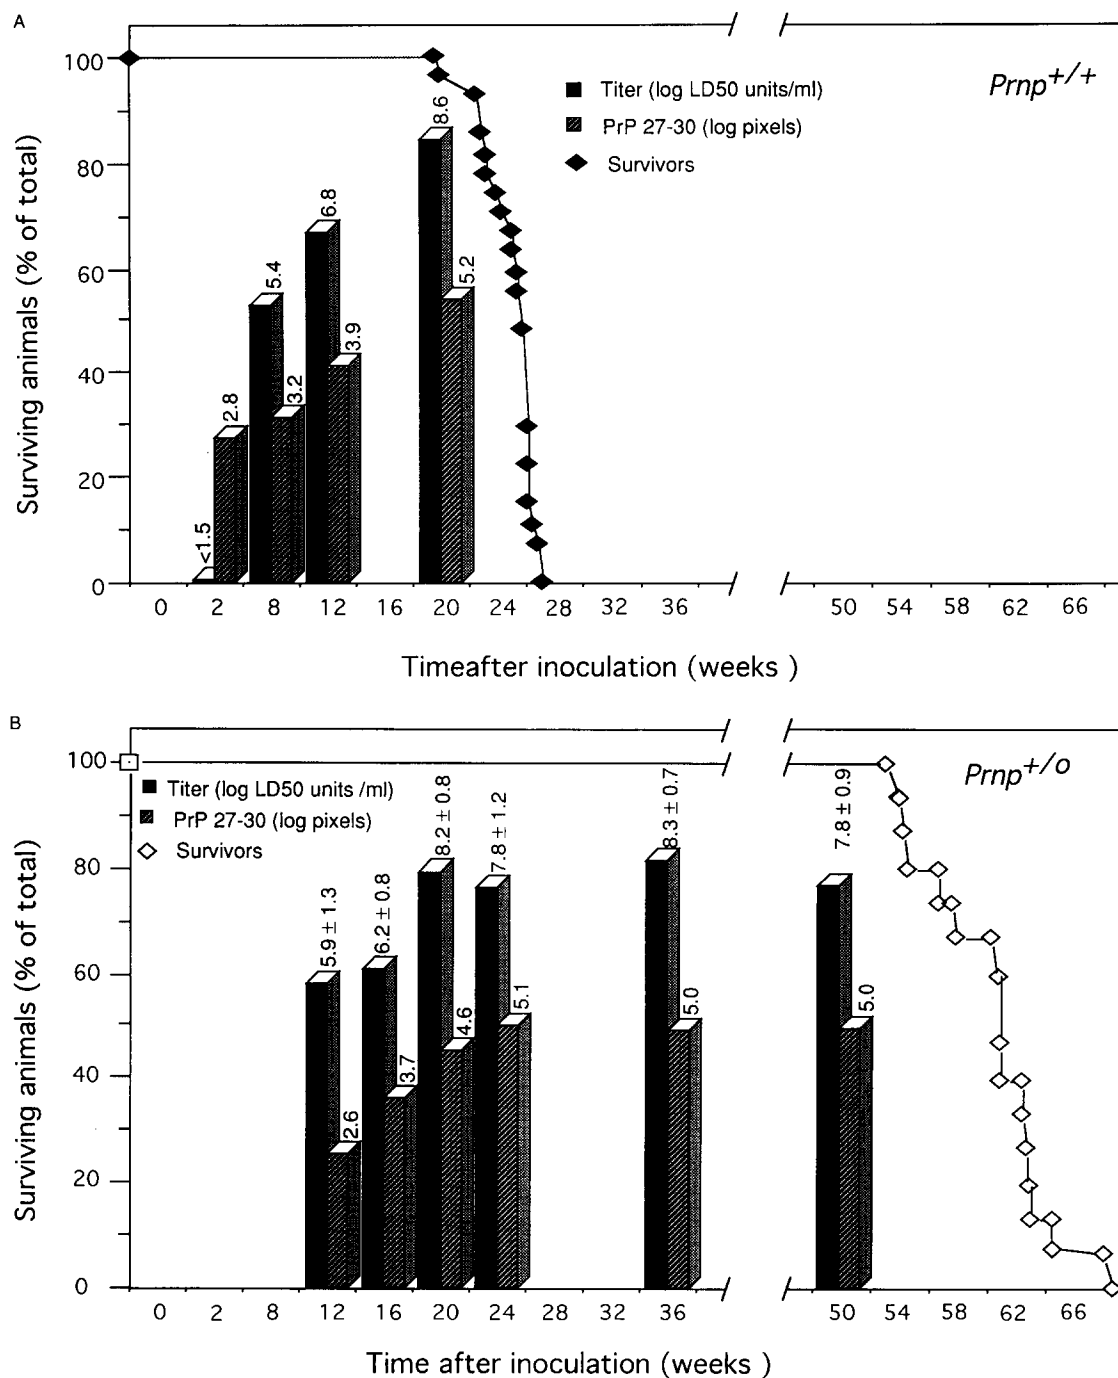 A
Prnp+/+
Titer (log LD50 units/ml)
PrP 27-30 (log pixels)
Survivors
Surviving animals (% of total)
100
80
60
40
20
0
<1.5
2.8
5.4
3.2
6.8
3.9
8.6
5.2
0 2 8 12 16 20 24 28 32 36 50 54 58 62 66
Timeafter inoculation (weeks )
B
Prnp+/o
Titer (log LD50 units /ml)
PrP 27-30 (log pixels)
Survivors
Surviving animals (% of total)
100
80
60
40
20
0
5.9 ± 1.3
2.6
6.2 ± 0.8
3.7
8.2 ± 0.8
4.6
7.8 ± 1.2
5.1
8.3 ± 0.7
5.0
7.8 ± 0.9
5.0
0 2 8 12 16 20 24 28 32 36 50 54 58 62 66
Time after inoculation (weeks )